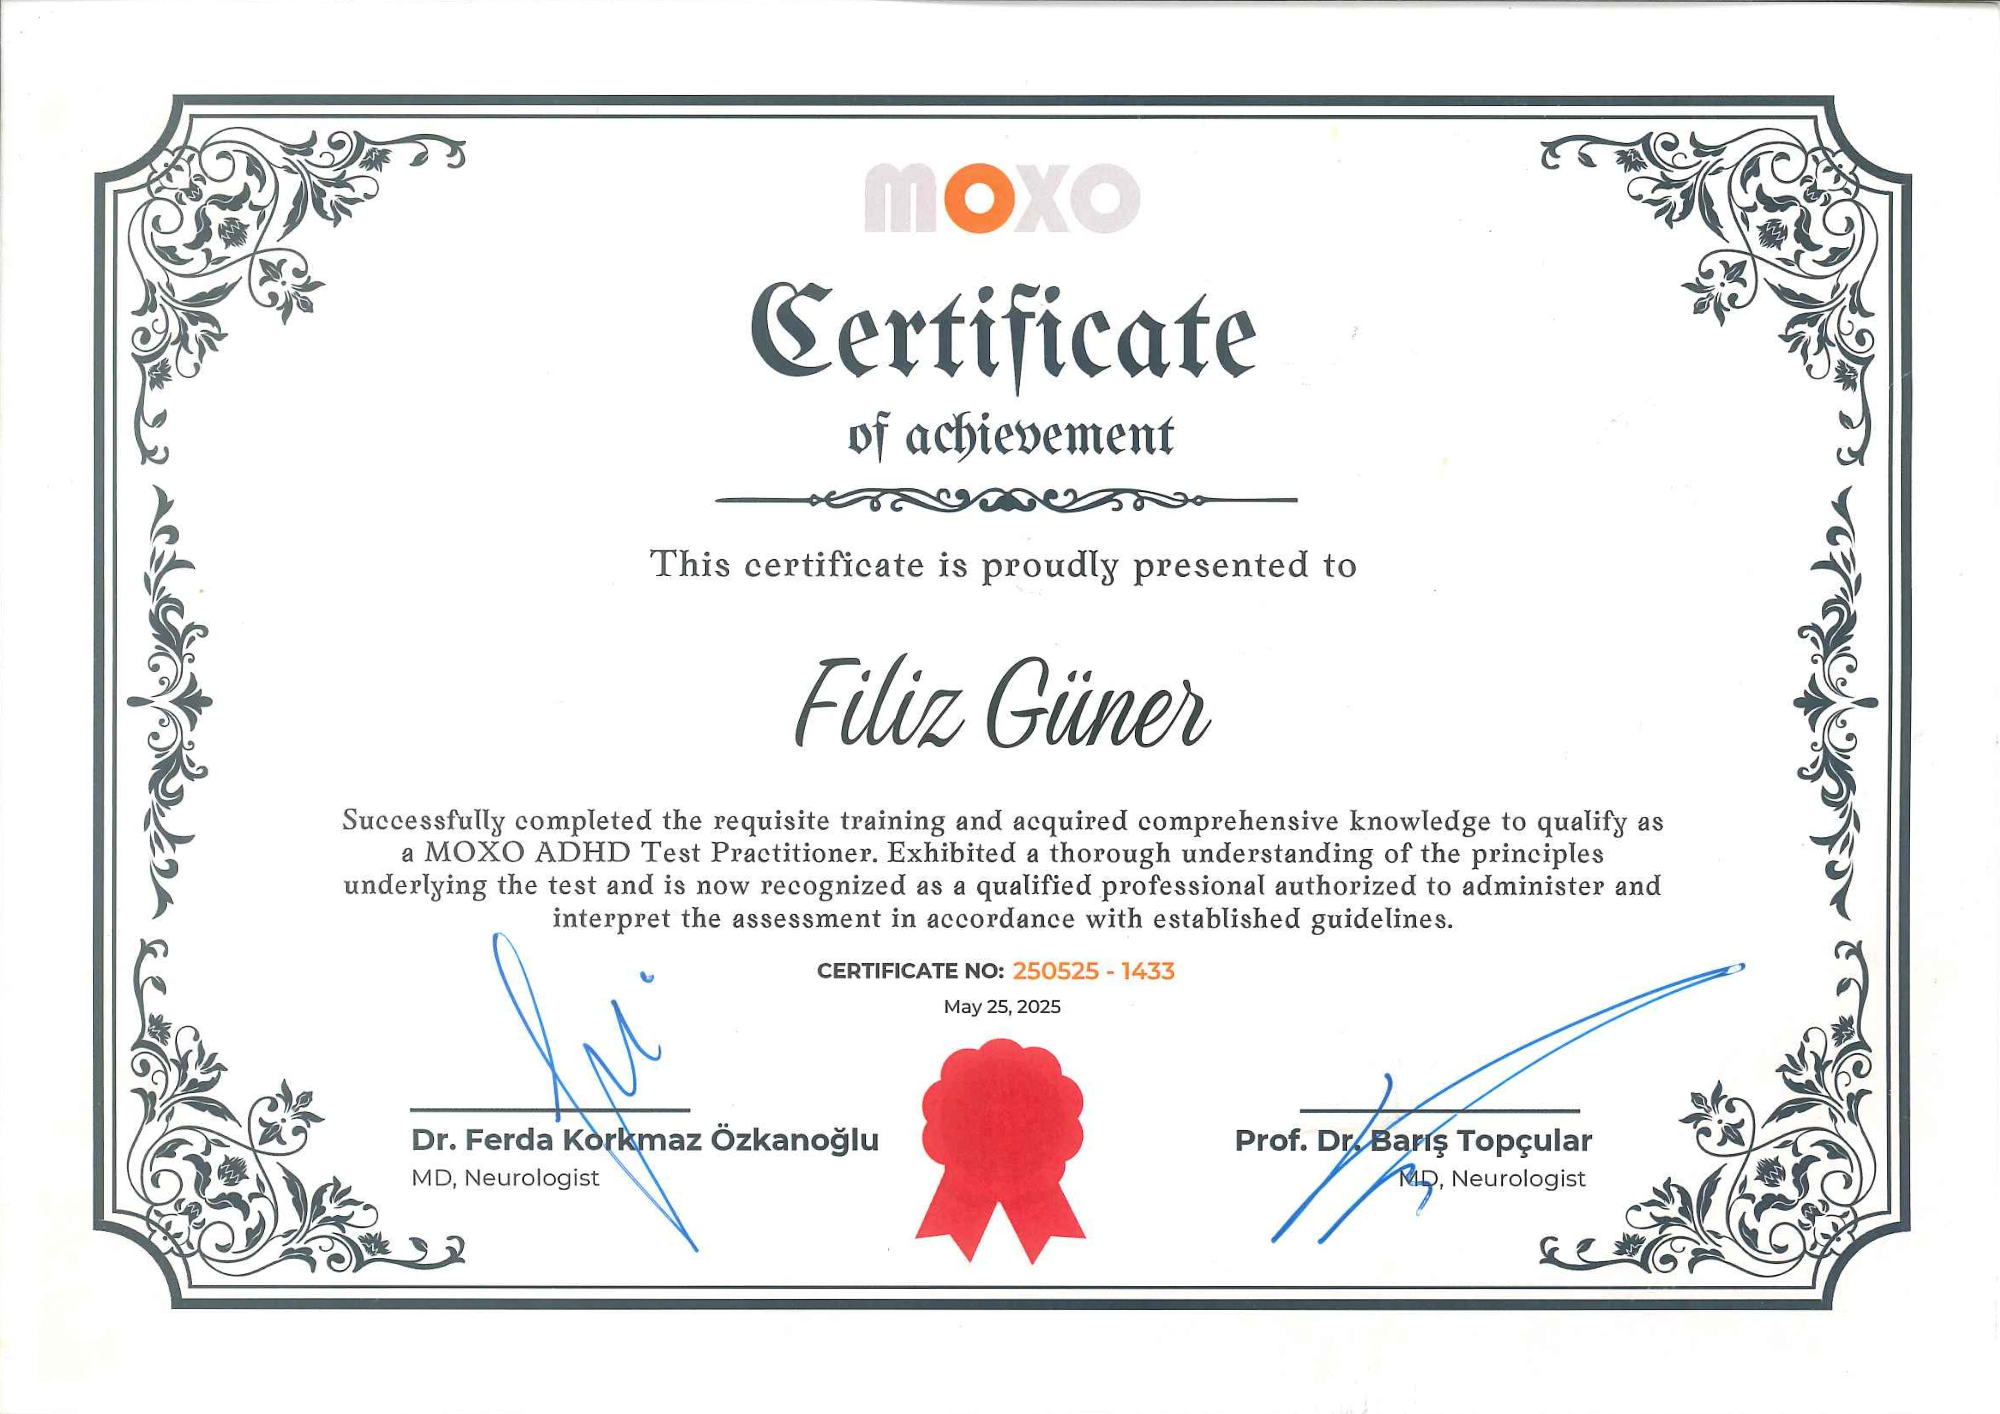 moxo
Certificate
of achievement
This certificate is proudly presented to
Filiz Güner
Successfully completed the requisite training and acquired comprehensive knowledge to qualify as
a MOXO ADHD Test Practitioner. Exhibited a thorough understanding of the principles
underlying the test and is now recognized as a qualified professional authorized to administer and
interpret the assessment in accordance with established guidelines.
CERTIFICATE NO: 250525 - 1433
May 25, 2025
Dr. Ferda Korkmaz Özkanoğlu
MD, Neurologist
Prof. Dr. Barış Topçular
MD, Neurologist